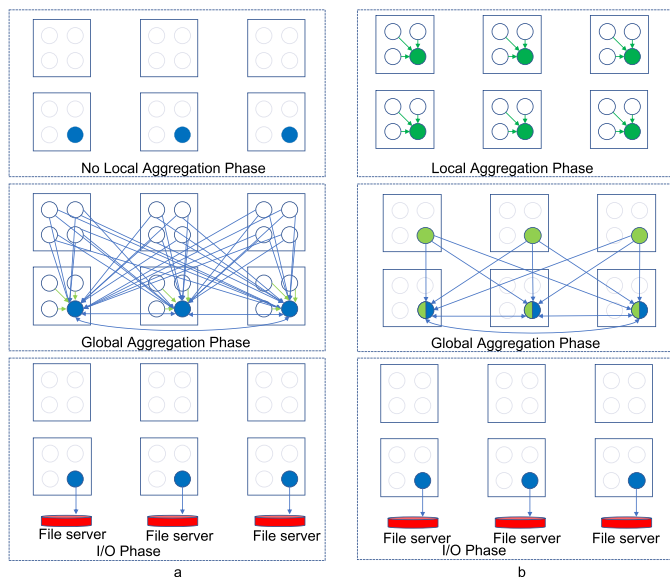 No Local Aggregation Phase
Local Aggregation Phase
Global Aggregation Phase
Global Aggregation Phase
File server File server File server
I/O Phase
File server File server File server
I/O Phase
a
b